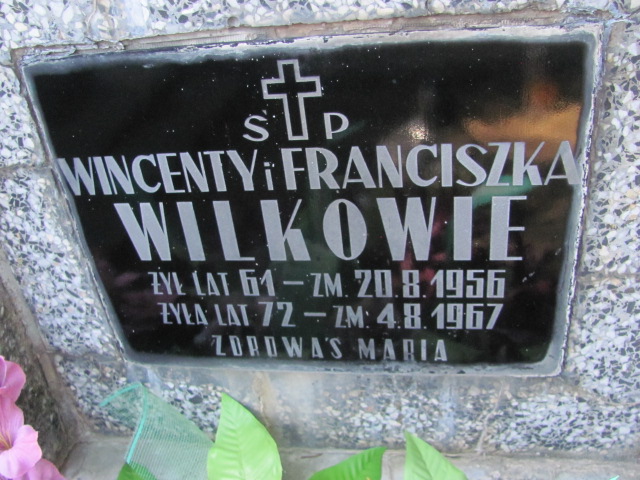 Ś P
WINCENTY i FRANCISZKA
WILKOWIE
ŻYŁ LAT 61 – ZM. 20.8.1956
ŻYŁA LAT 72 – ZM. 4.8.1967
ZDROWAŚ MARIA